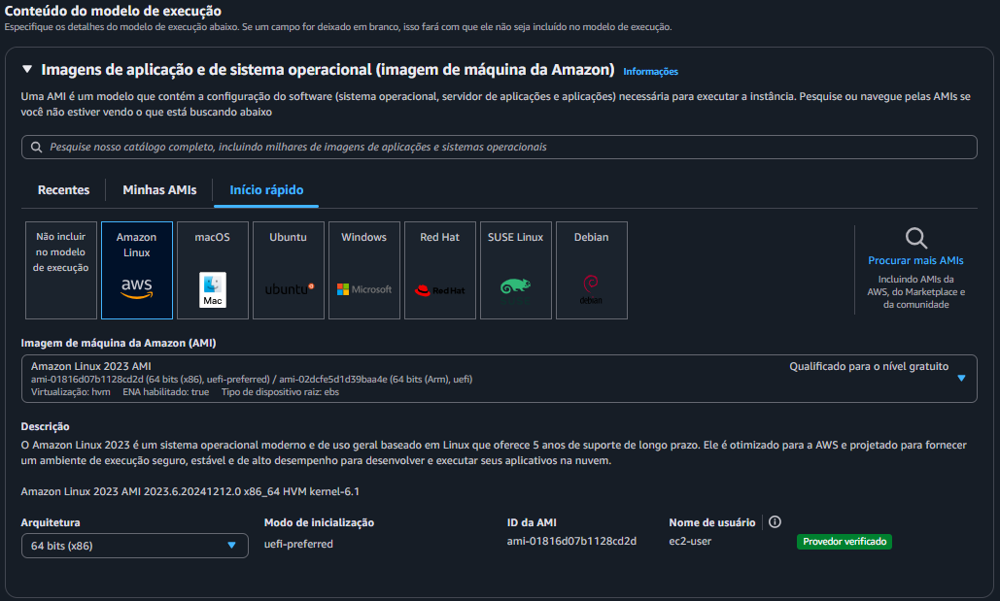 Conteúdo do modelo de execução
Especifique os detalhes do modelo de execução abaixo. Se um campo for deixado em branco, isso fará com que ele não seja incluído no modelo de execução.
Imagens de aplicação e de sistema operacional (imagem de máquina da Amazon) Informações
Uma AMI é um modelo que contém a configuração do software (sistema operacional, servidor de aplicações e aplicações) necessária para executar a instância. Pesquise ou navegue pelas AMIs se
você não estiver vendo o que está buscando abaixo
Pesquise nosso catálogo completo, incluindo milhares de imagens de aplicações e sistemas operacionais
Recentes
Minhas AMIs
Início rápido
Não incluir
no modelo
de execução
Amazon
Linux
aws
macOS
Mac
Ubuntu
ubuntu
Windows
Microsoft
Red Hat
Red Hat
SUSE Linux
Debian
debian
Procurar mais AMIs
Incluindo AMIs da
AWS, do Marketplace e
da comunidade
Imagem de máquina da Amazon (AMI)
Amazon Linux 2023 AMI
Qualificado para o nível gratuito
ami-01816d07b1128cd2d (64 bits (x86), uefi-preferred) / ami-02dcfe5d1d39baa4e (64 bits (Arm), uefi)
Virtualização: hvm ENA habilitado: true Tipo de dispositivo raiz: ebs
Descrição
O Amazon Linux 2023 é um sistema operacional moderno e de uso geral baseado em Linux que oferece 5 anos de suporte de longo prazo. Ele é otimizado para a AWS e projetado para fornecer
um ambiente de execução seguro, estável e de alto desempenho para desenvolver e executar seus aplicativos na nuvem.
Amazon Linux 2023 AMI 2023.6.20241212.0 x86_64 HVM kernel-6.1
Arquitetura
64 bits (x86)
Modo de inicialização
uefi-preferred
ID da AMI
ami-01816d07b1128cd2d
Nome de usuário
ec2-user
Provedor verificado